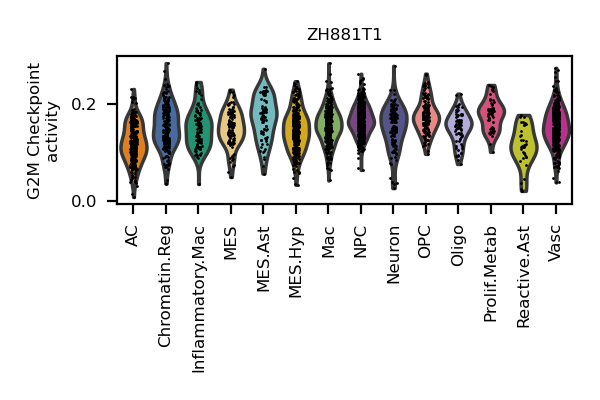 ZH881T1
G2M Checkpoint
activity
0.2
0.0
AC
Chromatin.Reg
Inflammatory.Mac
MES
MES.Ast
MES.Hyp
Mac
NPC
Neuron
OPC
Oligo
Prolif.Metab
Reactive.Ast
Vasc